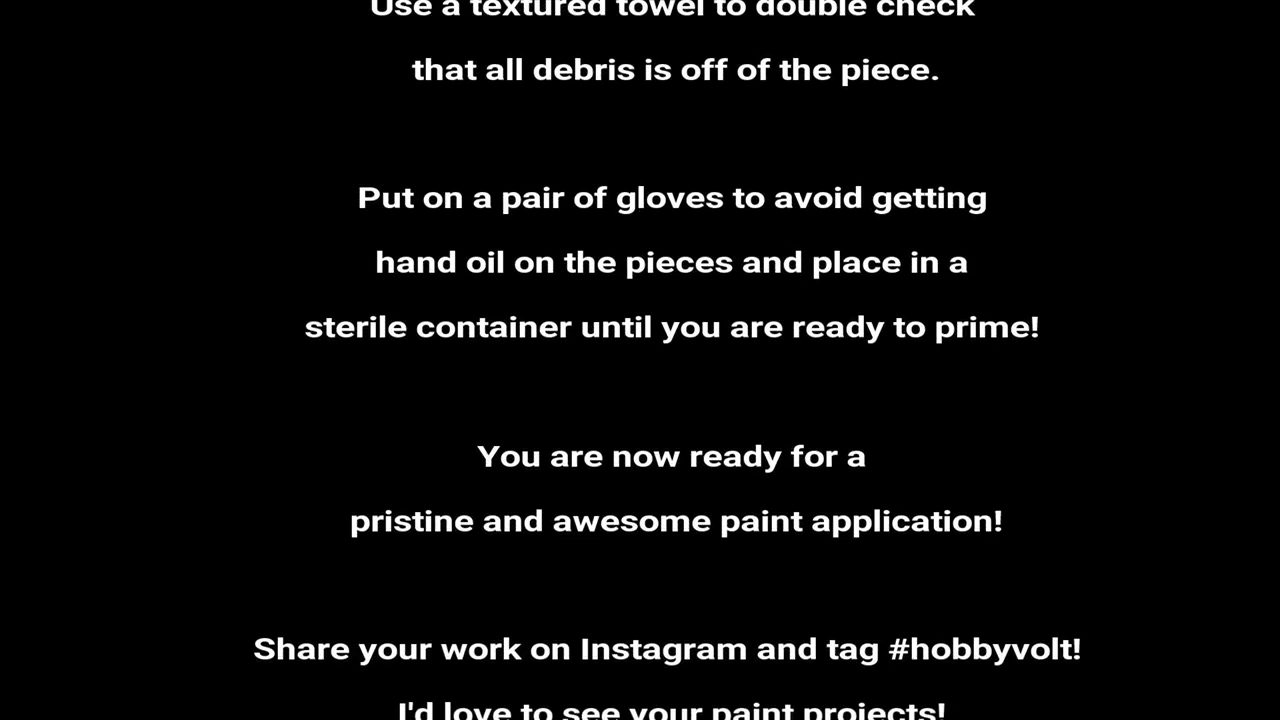 Use a textured towel to double check
that all debris is off of the piece.
Put on a pair of gloves to avoid getting
hand oil on the pieces and place in a
sterile container until you are ready to prime!
You are now ready for a
pristine and awesome paint application!
Share your work on Instagram and tag #hobbyvolt!
I'd love to see your paint projects!